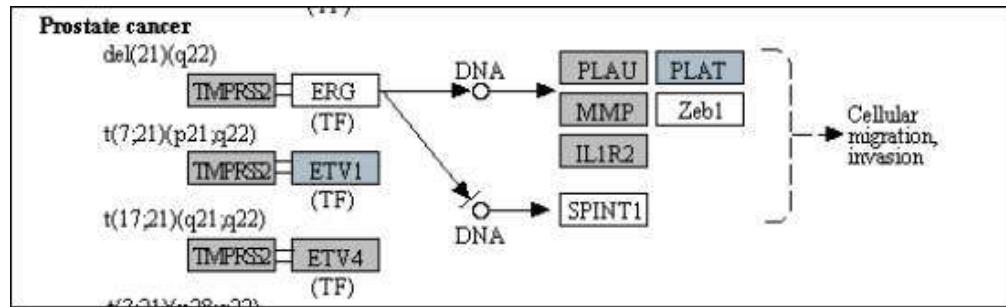 (TF)
Prostate cancer
del(21)(q22)
TMPRSS2 ERG
(TF)
DNA
PLAU PLAT
MMP Zeb1
IL1R2
Cellular
migration,
invasion
t(7;21)(p21;q22)
TMPRSS2 ETV1
(TF)
SPINT1
DNA
t(17;21)(q21;q22)
TMPRSS2 ETV4
(TF)